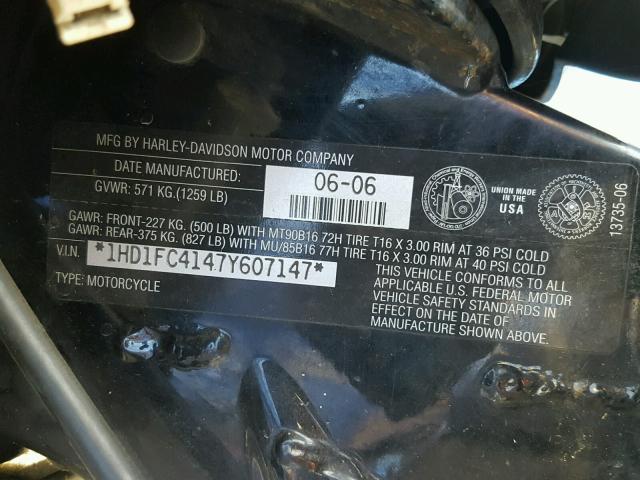 MFG BY HARLEY-DAVIDSON MOTOR COMPANY
DATE MANUFACTURED: 06-06
GVWR: 571 KG.(1259 LB)
UNION MADE
IN THE
USA
13735-06
GAWR: FRONT-227 KG. (500 LB) WITH MT90B16 72H TIRE T16 X 3.00 RIM AT 36 PSI COLD
GAWR: REAR-375 KG. (827 LB) WITH MU/85B16 77H TIRE T16 X 3.00 RIM AT 40 PSI COLD
V.I.N. *1HD1FC4147Y607147*
TYPE: MOTORCYCLE
THIS VEHICLE CONFORMS TO ALL
APPLICABLE U.S. FEDERAL MOTOR
VEHICLE SAFETY STANDARDS IN
EFFECT ON THE DATE OF
MANUFACTURE SHOWN ABOVE.